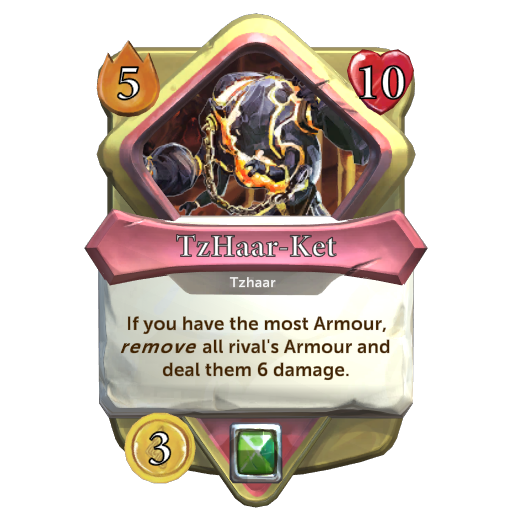 5
10
TzHaar-Ket
Tzhaar
If you have the most Armour,
remove all rival's Armour and
deal them 6 damage.
3